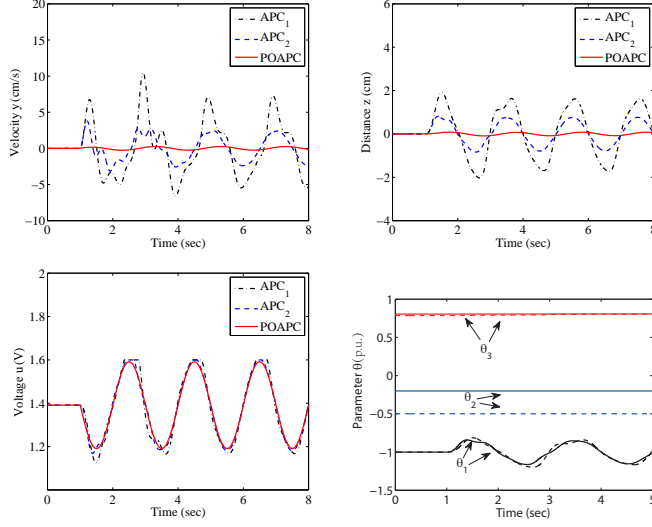 20
15
10
5
0
-5
-10
0 2 4 6 8
Time (sec)
Velocity y (cm/s)
APC1
APC2
POAPC
6
4
2
0
-2
-4
0 2 4 6 8
Time (sec)
Distance z (cm)
APC1
APC2
POAPC
2
1.8
1.6
1.4
1.2
0 2 4 6 8
Time (sec)
Voltage u (V)
APC1
APC2
POAPC
1
0.5
0
−0.5
−1
−1.5
0 1 2 3 4 5
Time (sec)
Parameter θ(p.u.)
θ3
θ2
θ1